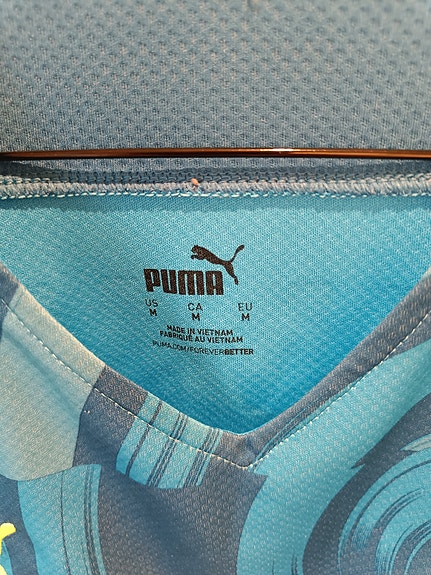 PUMA
US CA EU
M M M
MADE IN VIETNAM
FABRIQUÉ AU VIETNAM
PUMA.COM/FOREVERBETTER